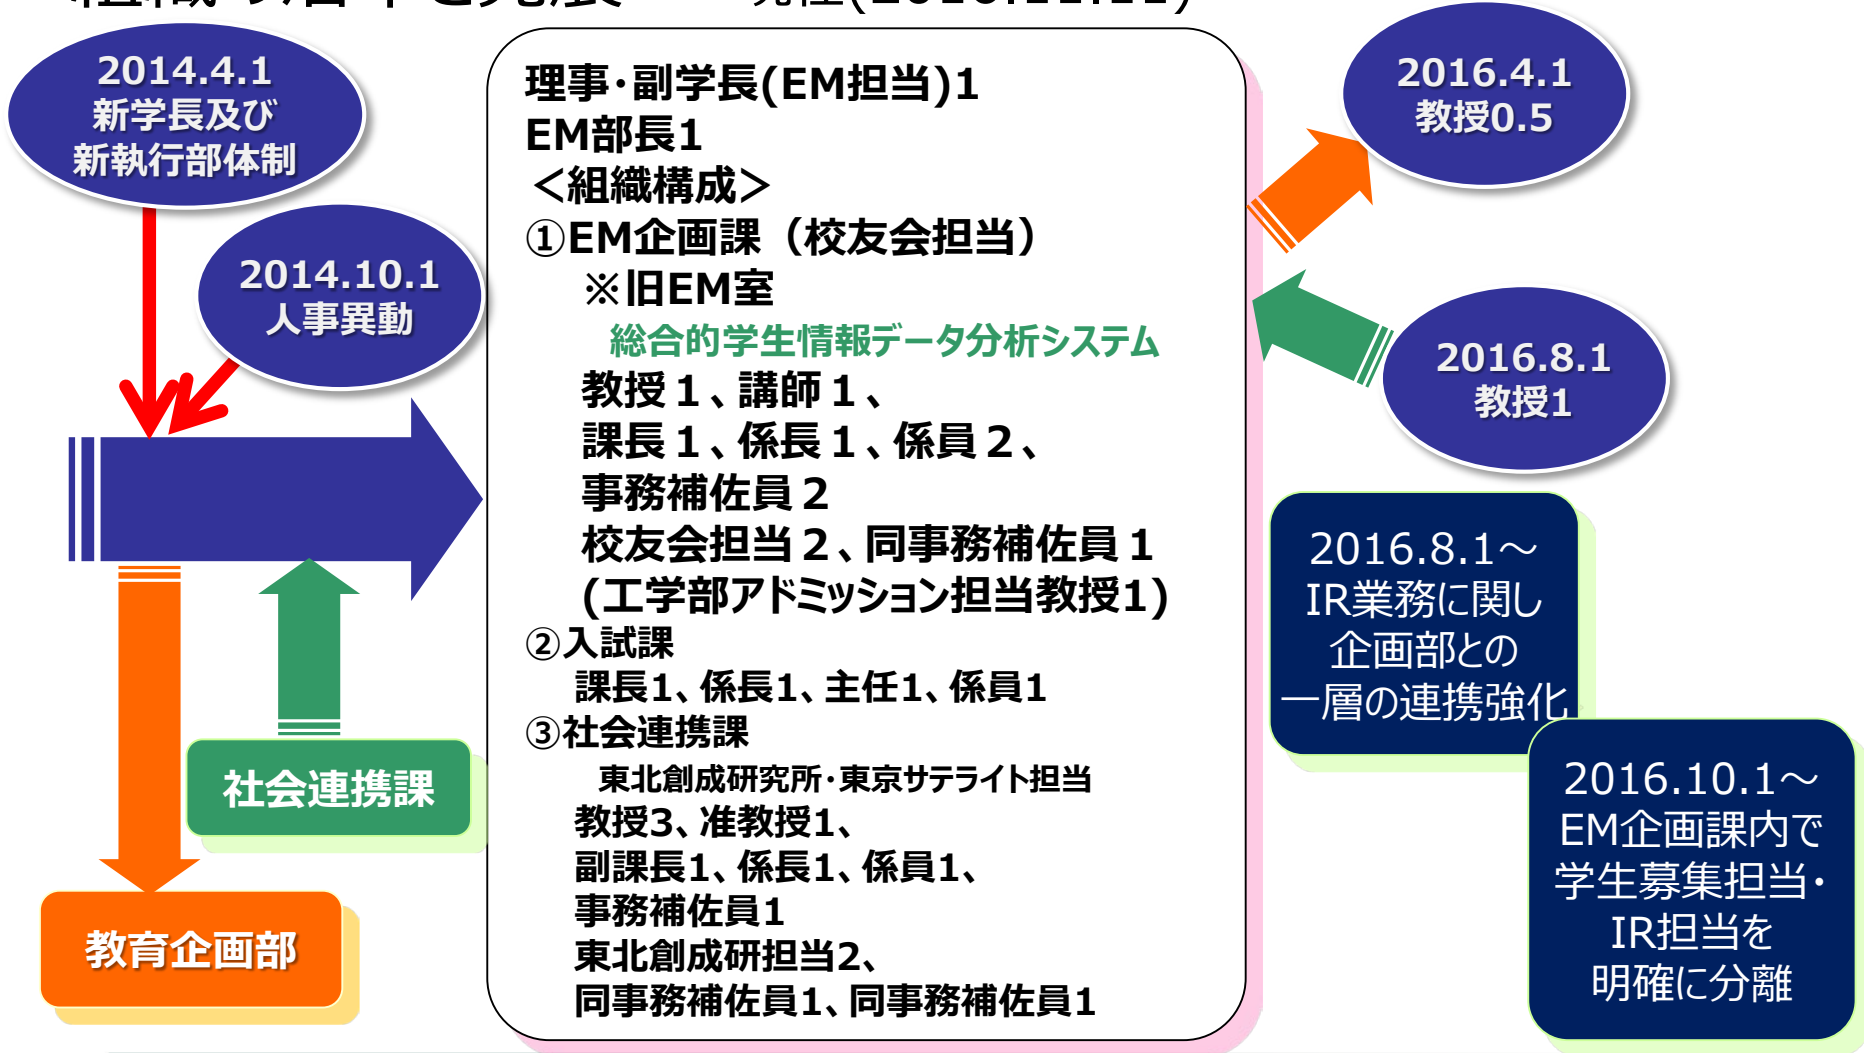 2014.4.1
新学長及び
新執行部体制
2014.10.1
人事異動
社会連携課
教育企画部
理事・副学長(EM担当)1
EM部長1
＜組織構成＞
①EM企画課（校友会担当）
※旧EM室
総合的学生情報データ分析システム
教授１、講師１、
課長１、係長１、係員２、
事務補佐員２
校友会担当２、同事務補佐員１
(工学部アドミッション担当教授1)
②入試課
課長1、係長1、主任1、係員1
③社会連携課
東北創成研究所・東京サテライト担当
教授3、准教授1、
副課長1、係長1、係員1、
事務補佐員1
東北創成研担当2、
同事務補佐員1、同事務補佐員1
2016.4.1
教授0.5
2016.8.1
教授1
2016.8.1～
IR業務に関し
企画部との
一層の連携強化
2016.10.1～
EM企画課内で
学生募集担当・
IR担当を
明確に分離